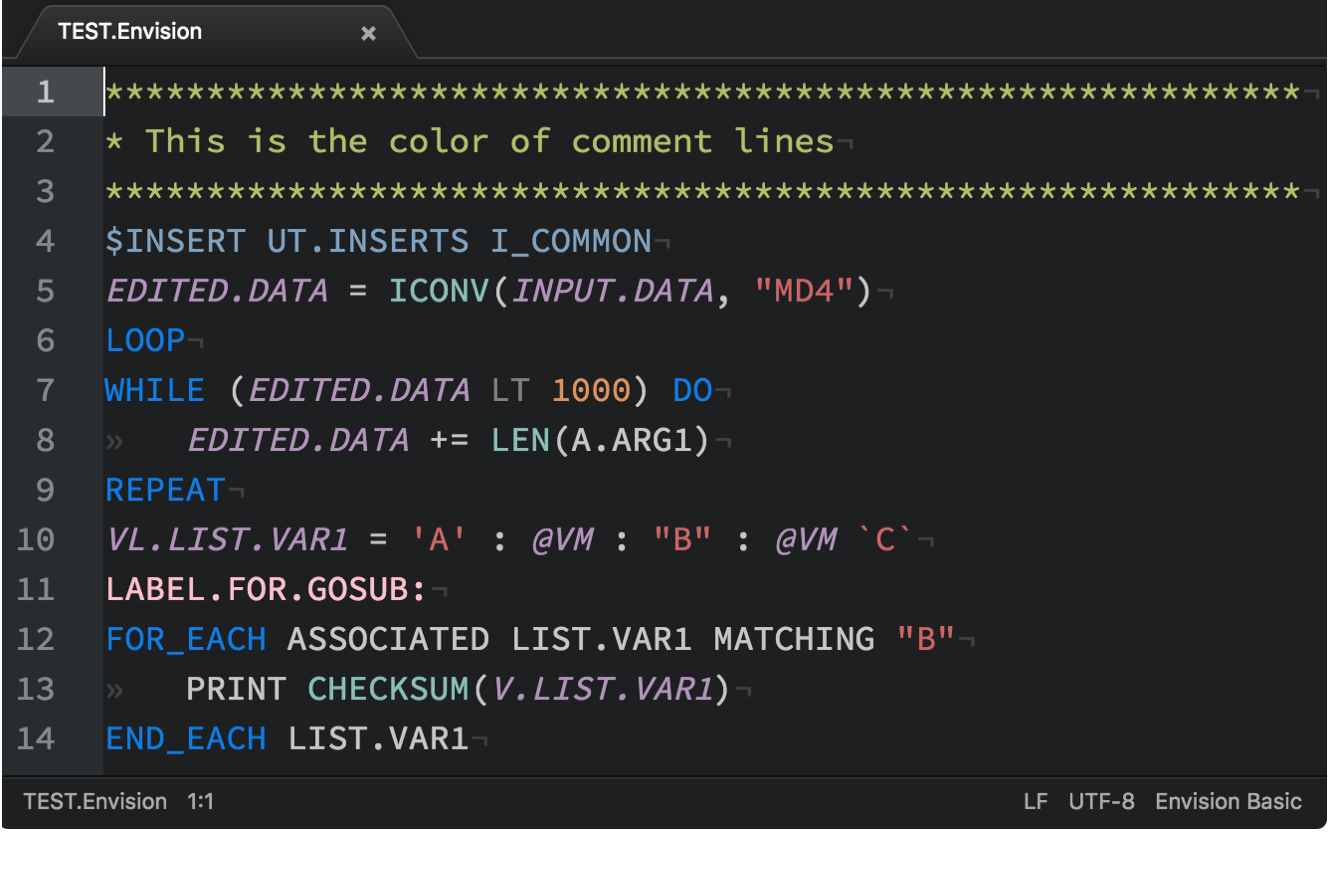 TEST.Envision ×
1 ***********************************************************¬
2 * This is the color of comment lines¬
3 ***********************************************************¬
4 $INSERT UT.INSERTS I_COMMON¬
5 EDITED.DATA = ICONV(INPUT.DATA, "MD4")¬
6 LOOP¬
7 WHILE (EDITED.DATA LT 1000) DO¬
8 »   EDITED.DATA += LEN(A.ARG1)¬
9 REPEAT¬
10 VL.LIST.VAR1 = 'A' : @VM : "B" : @VM `C`¬
11 LABEL.FOR.GOSUB:¬
12 FOR_EACH ASSOCIATED LIST.VAR1 MATCHING "B"¬
13 »   PRINT CHECKSUM(V.LIST.VAR1)¬
14 END_EACH LIST.VAR1¬
TEST.Envision 1:1 LF UTF-8 Envision Basic